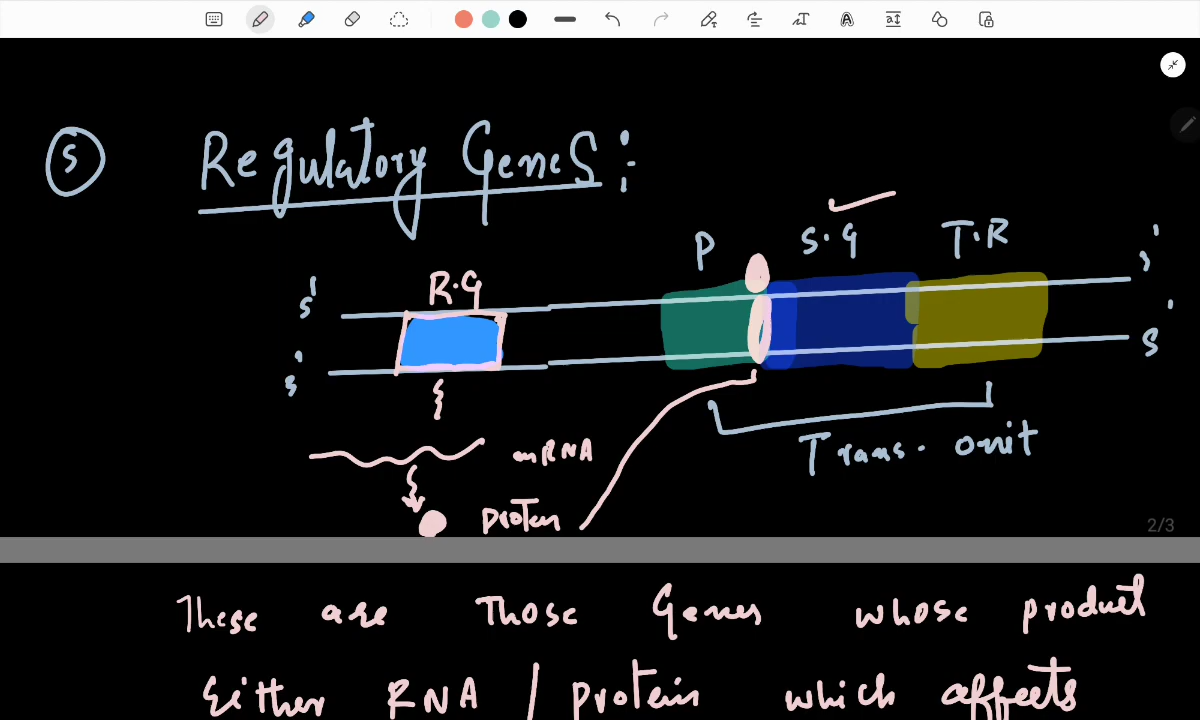 5 Regulatory Genes :
P S.G T.R
R.G
5' 3'
3' 5'
mRNA
Trans. Unit
Protein
2/3
These are Those Genes whose product
Either RNA / protein which affects